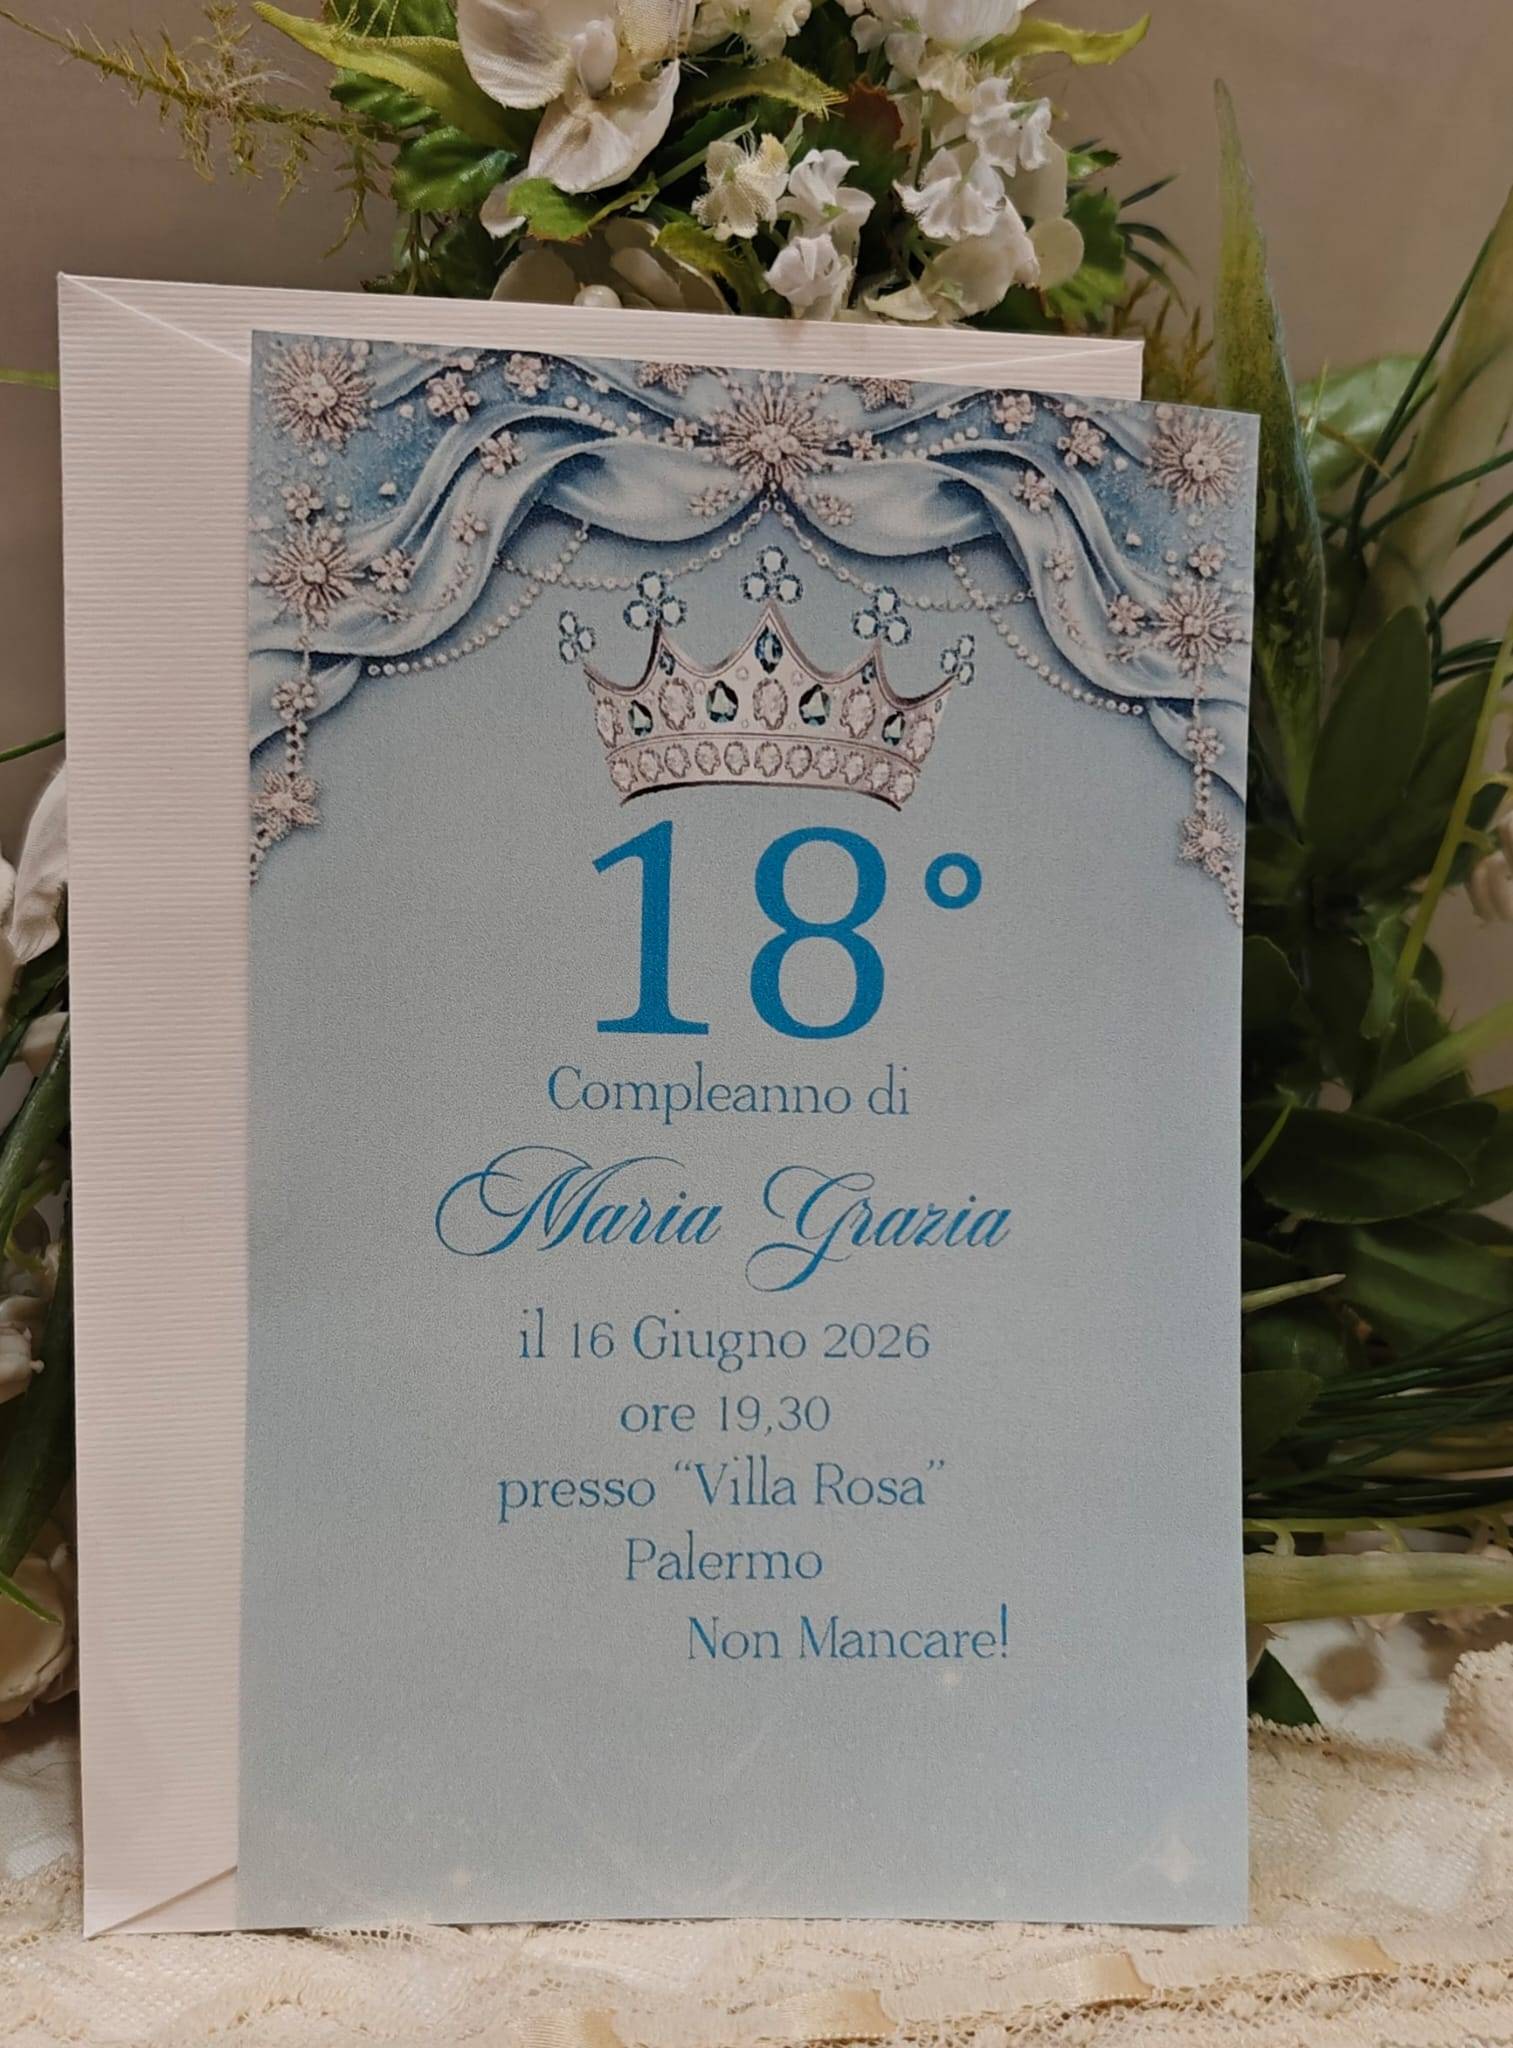 18°
Compleanno di
Maria Grazia
il 16 Giugno 2026
ore 19,30
presso “Villa Rosa”
Palermo
Non Mancare!